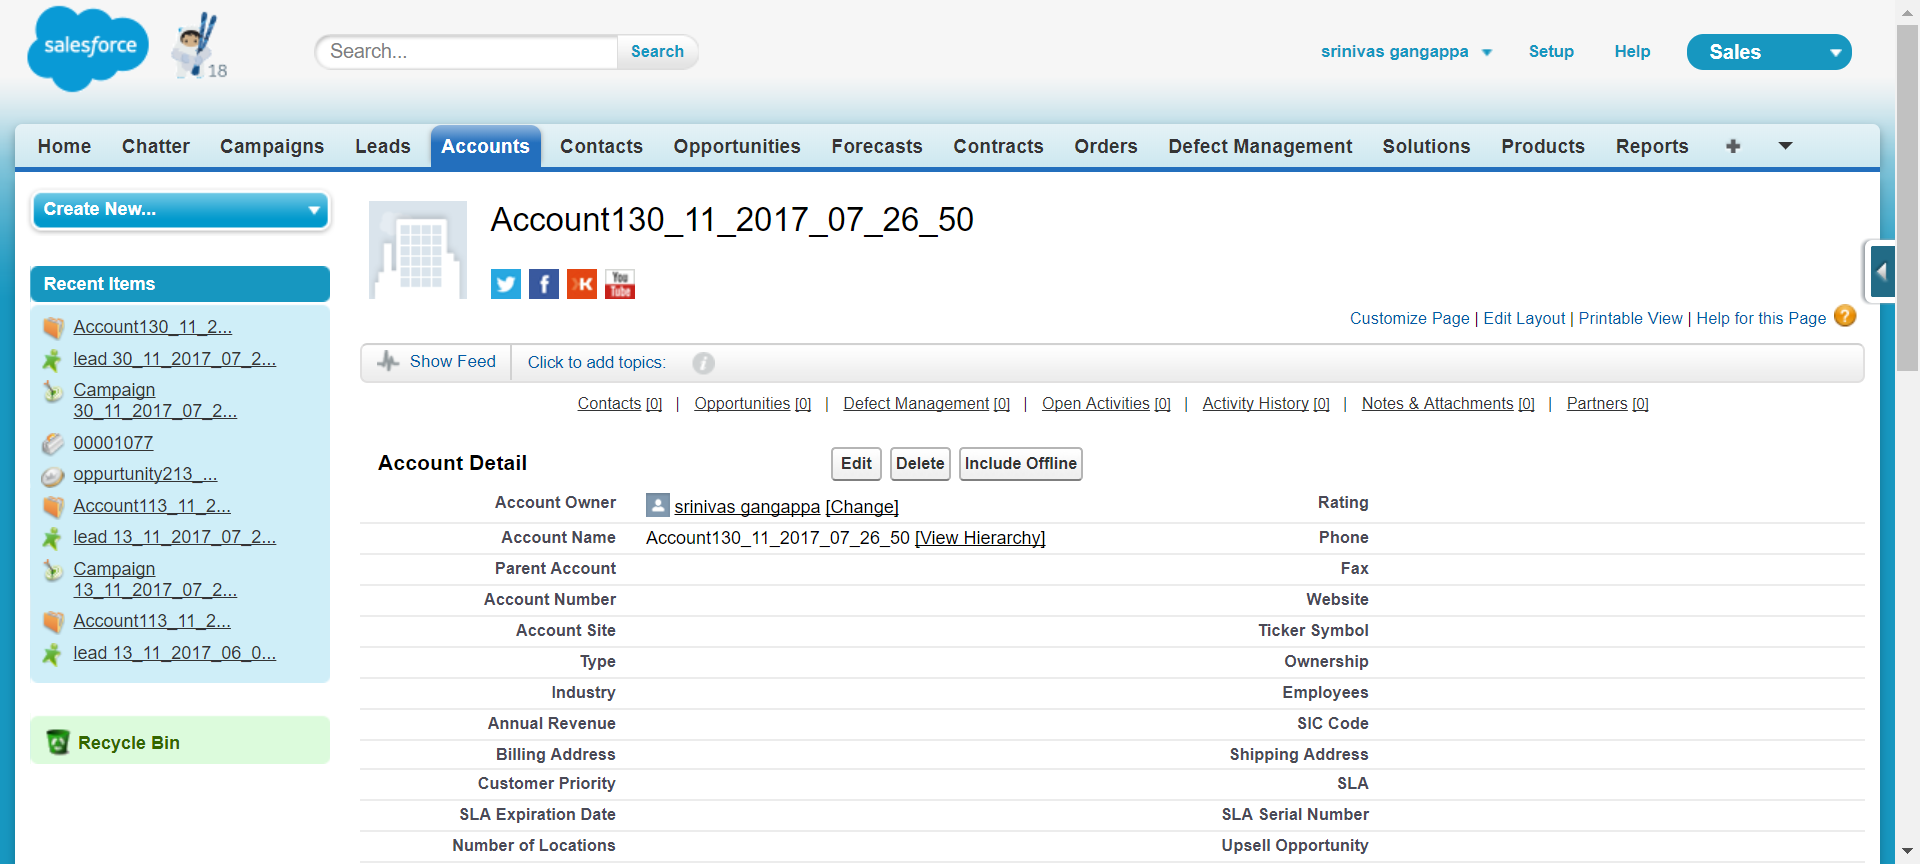 salesforce
18
Search...
Search
srinivas gangappa
Setup
Help
Sales
Home
Chatter
Campaigns
Leads
Accounts
Contacts
Opportunities
Forecasts
Contracts
Orders
Defect Management
Solutions
Products
Reports
Create New...
Recent Items
Account130_11_2...
lead 30_11_2017_07_2...
Campaign
30_11_2017_07_2...
00001077
oppurtunity213_...
Account113_11_2...
lead 13_11_2017_07_2...
Campaign
13_11_2017_07_2...
Account113_11_2...
lead 13_11_2017_06_0...
Recycle Bin
Account130_11_2017_07_26_50
You
Tube
Customize Page | Edit Layout | Printable View | Help for this Page ?
Show Feed
Click to add topics:
Contacts [0] | Opportunities [0] | Defect Management [0] | Open Activities [0] | Activity History [0] | Notes & Attachments [0] | Partners [0]
Account Detail
Edit
Delete
Include Offline
Account Owner srinivas gangappa [Change] Rating
Account Name Account130_11_2017_07_26_50 [View Hierarchy] Phone
Parent Account Fax
Account Number Website
Account Site Ticker Symbol
Type Ownership
Industry Employees
Annual Revenue SIC Code
Billing Address Shipping Address
Customer Priority SLA
SLA Expiration Date SLA Serial Number
Number of Locations Upsell Opportunity